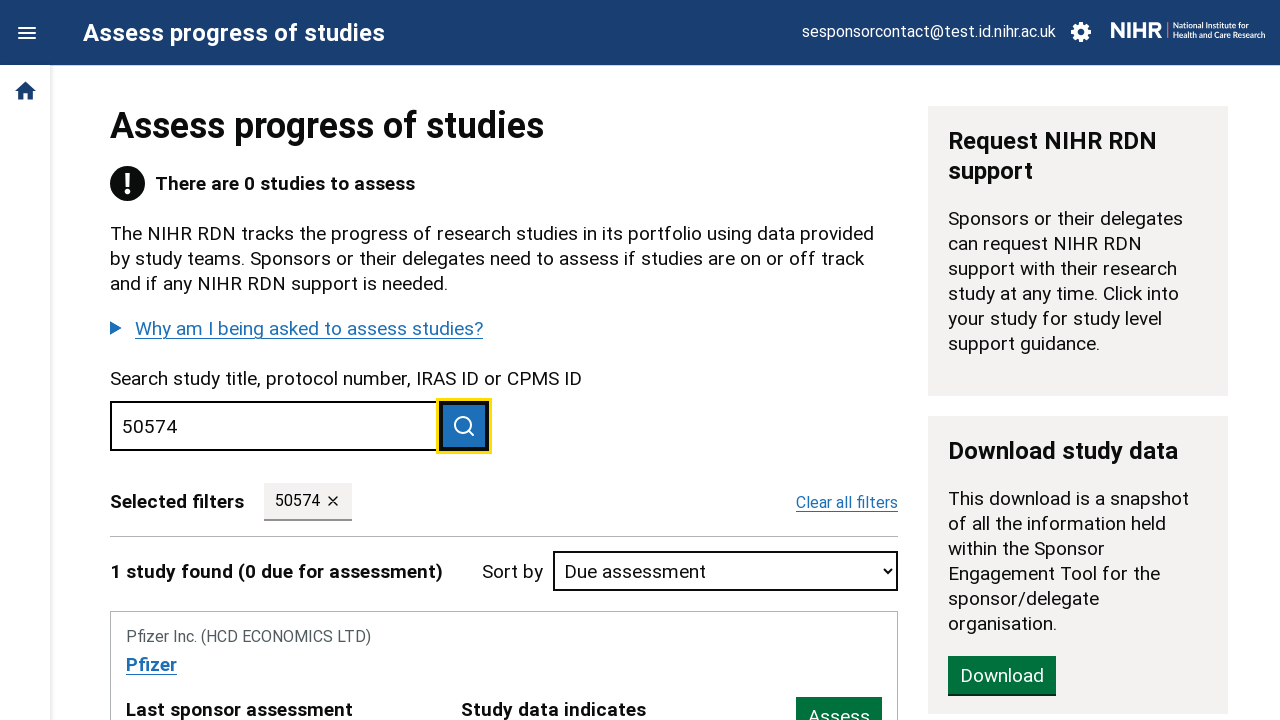 Assess progress of studies
sesponsorcontact@test.id.nihr.ac.uk
NIHR National Institute for
Health and Care Research
Assess progress of studies
There are 0 studies to assess
The NIHR RDN tracks the progress of research studies in its portfolio using data provided
by study teams. Sponsors or their delegates need to assess if studies are on or off track
and if any NIHR RDN support is needed.
Why am I being asked to assess studies?
Search study title, protocol number, IRAS ID or CPMS ID
50574
Selected filters
50574
Clear all filters
1 study found (0 due for assessment)
Sort by
Due assessment
Pfizer Inc. (HCD ECONOMICS LTD)
Pfizer
Last sponsor assessment
Study data indicates
Assess
Request NIHR RDN
support
Sponsors or their delegates
can request NIHR RDN
support with their research
study at any time. Click into
your study for study level
support guidance.
Download study data
This download is a snapshot
of all the information held
within the Sponsor
Engagement Tool for the
sponsor/delegate
organisation.
Download